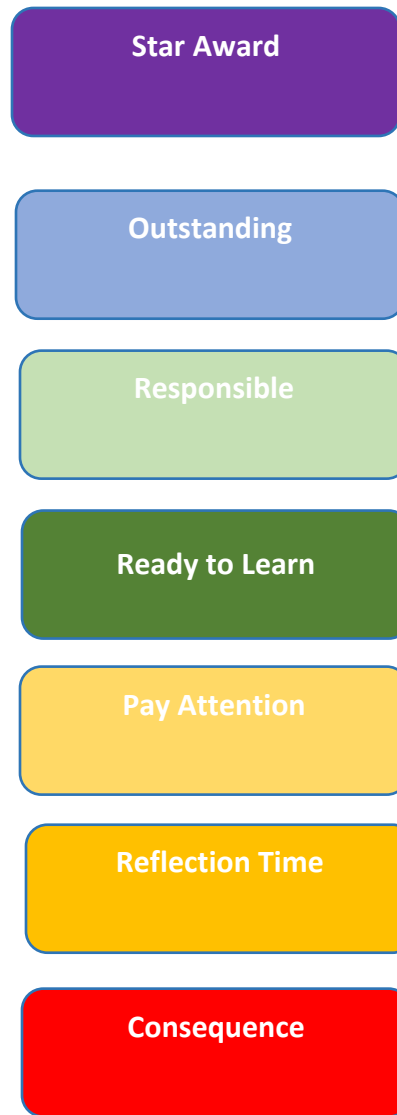 Star Award
Outstanding
Responsible
Ready to Learn
Pay Attention
Reflection Time
Consequence